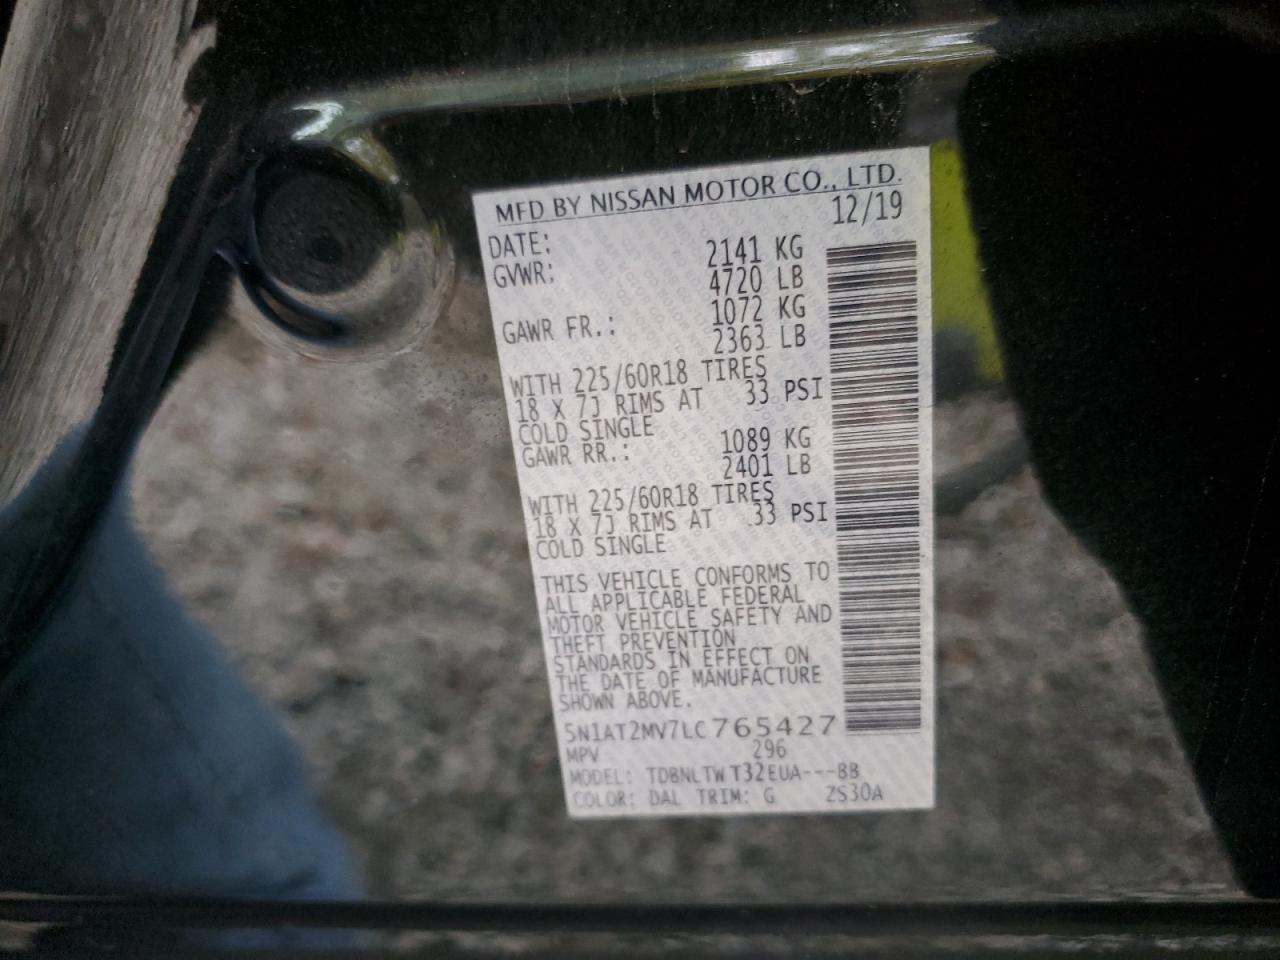 MFD BY NISSAN MOTOR CO., LTD.
DATE: 12/19
GVWR: 2141 KG
4720 LB
GAWR FR.: 1072 KG
2363 LB
WITH 225/60R18 TIRES
18 X 7J RIMS AT 33 PSI
COLD SINGLE
GAWR RR.: 1089 KG
2401 LB
WITH 225/60R18 TIRES
18 X 7J RIMS AT 33 PSI
COLD SINGLE
THIS VEHICLE CONFORMS TO
ALL APPLICABLE FEDERAL
MOTOR VEHICLE SAFETY AND
THEFT PREVENTION
STANDARDS IN EFFECT ON
THE DATE OF MANUFACTURE
SHOWN ABOVE.
5N1AT2MV7LC765427
MPV 296
MODEL: TDBNLTW T32EUA---BB
COLOR: DAL TRIM: G ZS30A